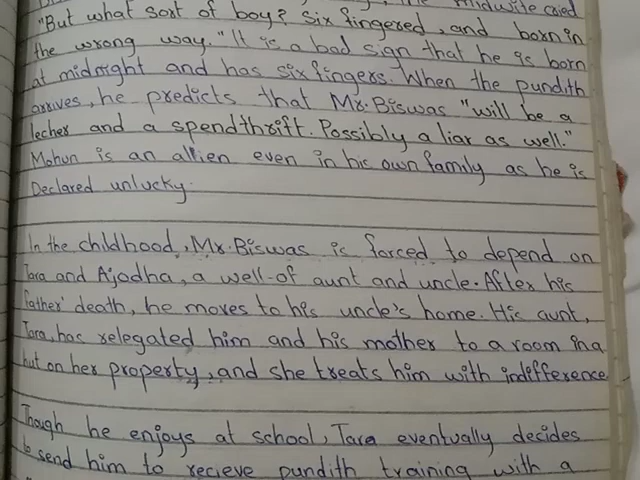 the midwife cried
"But what sort of boy? Six fingered, and born in
the wrong way." It is a bad sign that he is born
at midnight and has six fingers. When the pundith
arrives, he predicts that Mr. Biswas "will be a
lecher and a spendthrift. Possibly a liar as well."
Mohun is an allien even in his own family as he is
Declared unlucky.
In the childhood, Mr. Biswas is forced to depend on
Tara and Ajodha, a well-of aunt and uncle. After his
father' death, he moves to his uncle's home. His aunt,
Tara, has relegated him and his mother to a room in a
hut on her property, and she treats him with indifference
Though he enjoys at school, Tara eventually decides
to send him to recieve pundith training with a